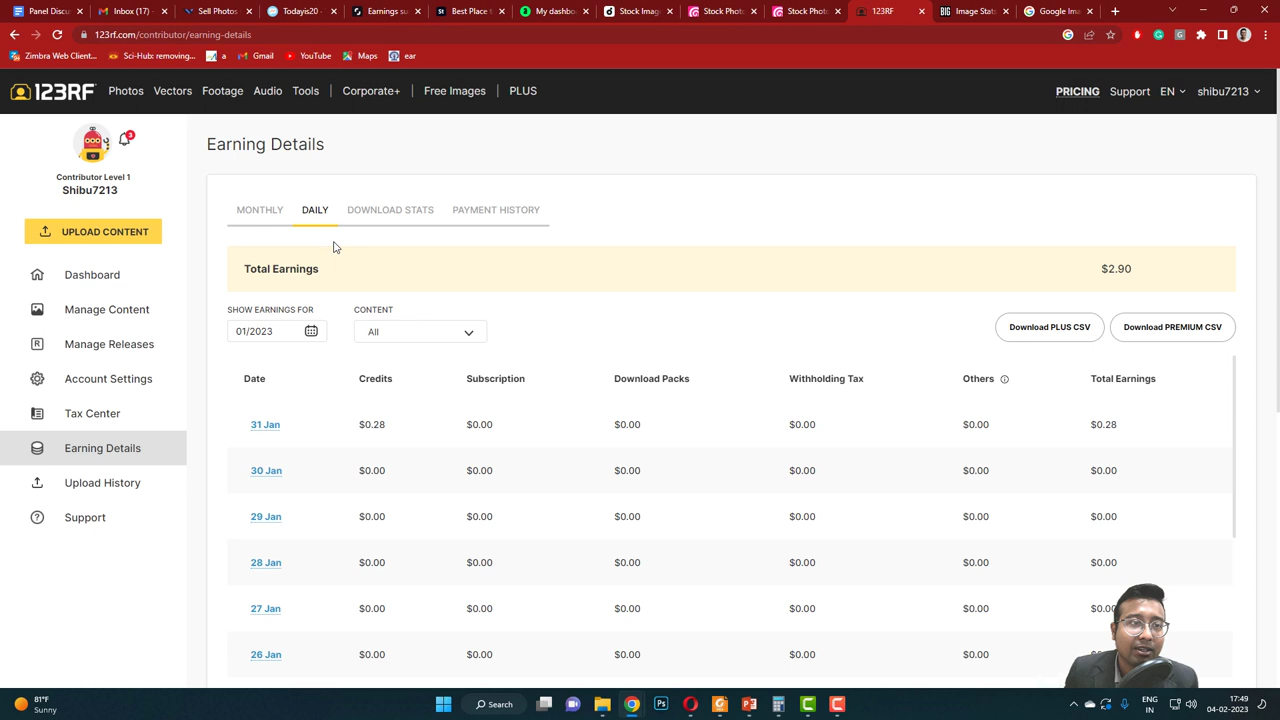 Panel Discu
Inbox (17) -
Sell Photos
Todayis20 -
Earnings su
Best Place t
My dashbo
Stock Imag
Stock Photo
Stock Photo
123RF
Image Stats
Google Ima
123rf.com/contributor/earning-details
Zimbra Web Client...
Sci-Hub: removing...
a
Gmail
YouTube
Maps
ear
123RF
Photos
Vectors
Footage
Audio
Tools
Corporate+
Free Images
PLUS
PRICING
Support
EN
shibu7213
3
Contributor Level 1
Shibu7213
UPLOAD CONTENT
Dashboard
Manage Content
Manage Releases
Account Settings
Tax Center
Earning Details
Upload History
Support
Earning Details
MONTHLY
DAILY
DOWNLOAD STATS
PAYMENT HISTORY
Total Earnings
$2.90
SHOW EARNINGS FOR
CONTENT
01/2023
All
Download PLUS CSV
Download PREMIUM CSV
Date Credits Subscription Download Packs Withholding Tax Others Total Earnings
31 Jan $0.28 $0.00 $0.00 $0.00 $0.00 $0.28
30 Jan $0.00 $0.00 $0.00 $0.00 $0.00 $0.00
29 Jan $0.00 $0.00 $0.00 $0.00 $0.00 $0.00
28 Jan $0.00 $0.00 $0.00 $0.00 $0.00 $0.00
27 Jan $0.00 $0.00 $0.00 $0.00 $0.00 $0.00
26 Jan $0.00 $0.00 $0.00 $0.00 $0.00
81°F
Sunny
Search
ENG
IN
17:49
04-02-2023